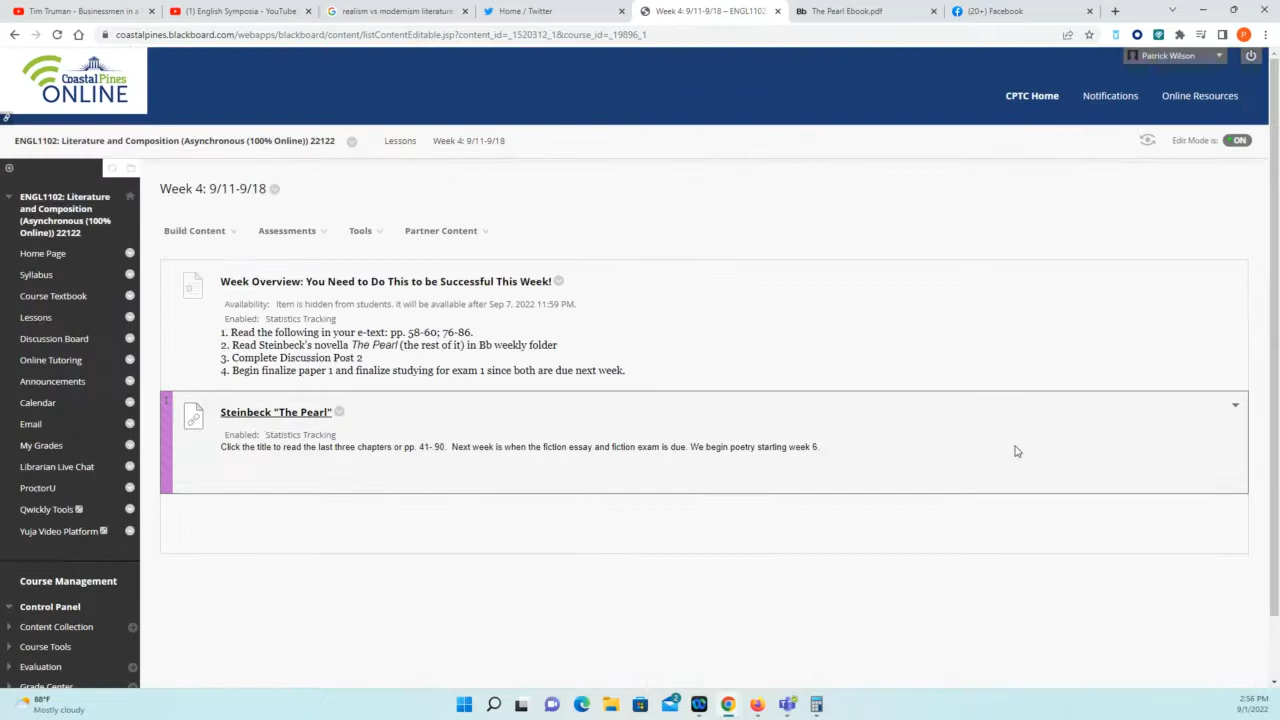 Tim Truman - Businessmen in a
(1) English Symposia - YouTube
realism vs modernism literature
Home / Twitter
Week 4: 9/11-9/18 – ENGL1102:
Bb The Pearl Ebook.pdf
(20+) Facebook
coastalpines.blackboard.com/webapps/blackboard/content/listContentEditable.jsp?content_id=_1520312_1&course_id=_19896_1
P
Patrick Wilson
Coastal Pines
ONLINE
CPTC Home
Notifications
Online Resources
ENGL1102: Literature and Composition (Asynchronous (100% Online)) 22122
Lessons
Week 4: 9/11-9/18
Edit Mode is: ON
ENGL1102: Literature
and Composition
(Asynchronous (100%
Online)) 22122
Home Page
Syllabus
Course Textbook
Lessons
Discussion Board
Online Tutoring
Announcements
Calendar
Email
My Grades
Librarian Live Chat
ProctorU
Qwickly Tools
Yuja Video Platform
Course Management
Control Panel
Content Collection
Course Tools
Evaluation
Grade Center
Week 4: 9/11-9/18
Build Content
Assessments
Tools
Partner Content
Week Overview: You Need to Do This to be Successful This Week!
Availability: Item is hidden from students. It will be available after Sep 7, 2022 11:59 PM.
Enabled: Statistics Tracking
1. Read the following in your e-text: pp. 58-60; 76-86.
2. Read Steinbeck's novella The Pearl (the rest of it) in Bb weekly folder
3. Complete Discussion Post 2
4. Begin finalize paper 1 and finalize studying for exam 1 since both are due next week.
Steinbeck "The Pearl"
Enabled: Statistics Tracking
Click the title to read the last three chapters or pp. 41- 90. Next week is when the fiction essay and fiction exam is due. We begin poetry starting week 6.
88°F
Mostly cloudy
2
2:56 PM
9/1/2022